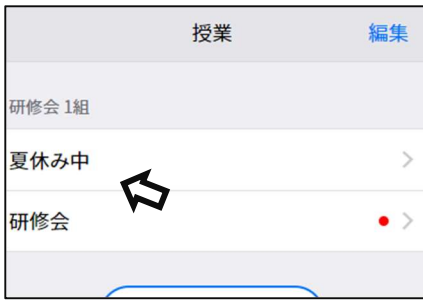 授業 編集
研修会 1組
夏休み中
研修会